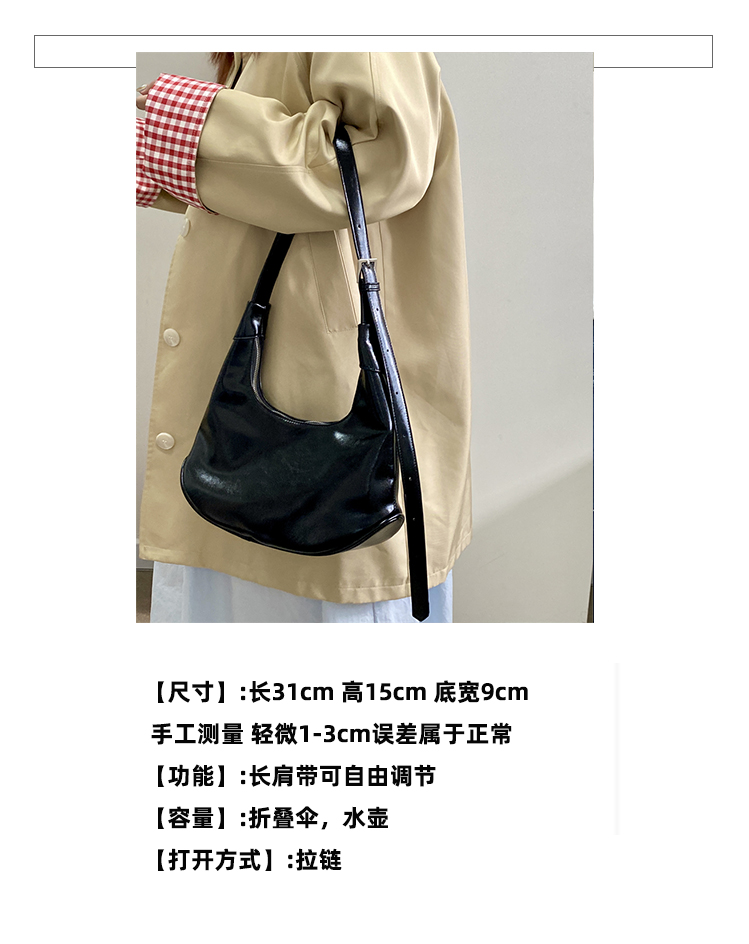 【尺寸】:长31cm 高15cm 底宽9cm
手工测量 轻微1-3cm误差属于正常
【功能】:长肩带可自由调节
【容量】:折叠伞，水壶
【打开方式】:拉链